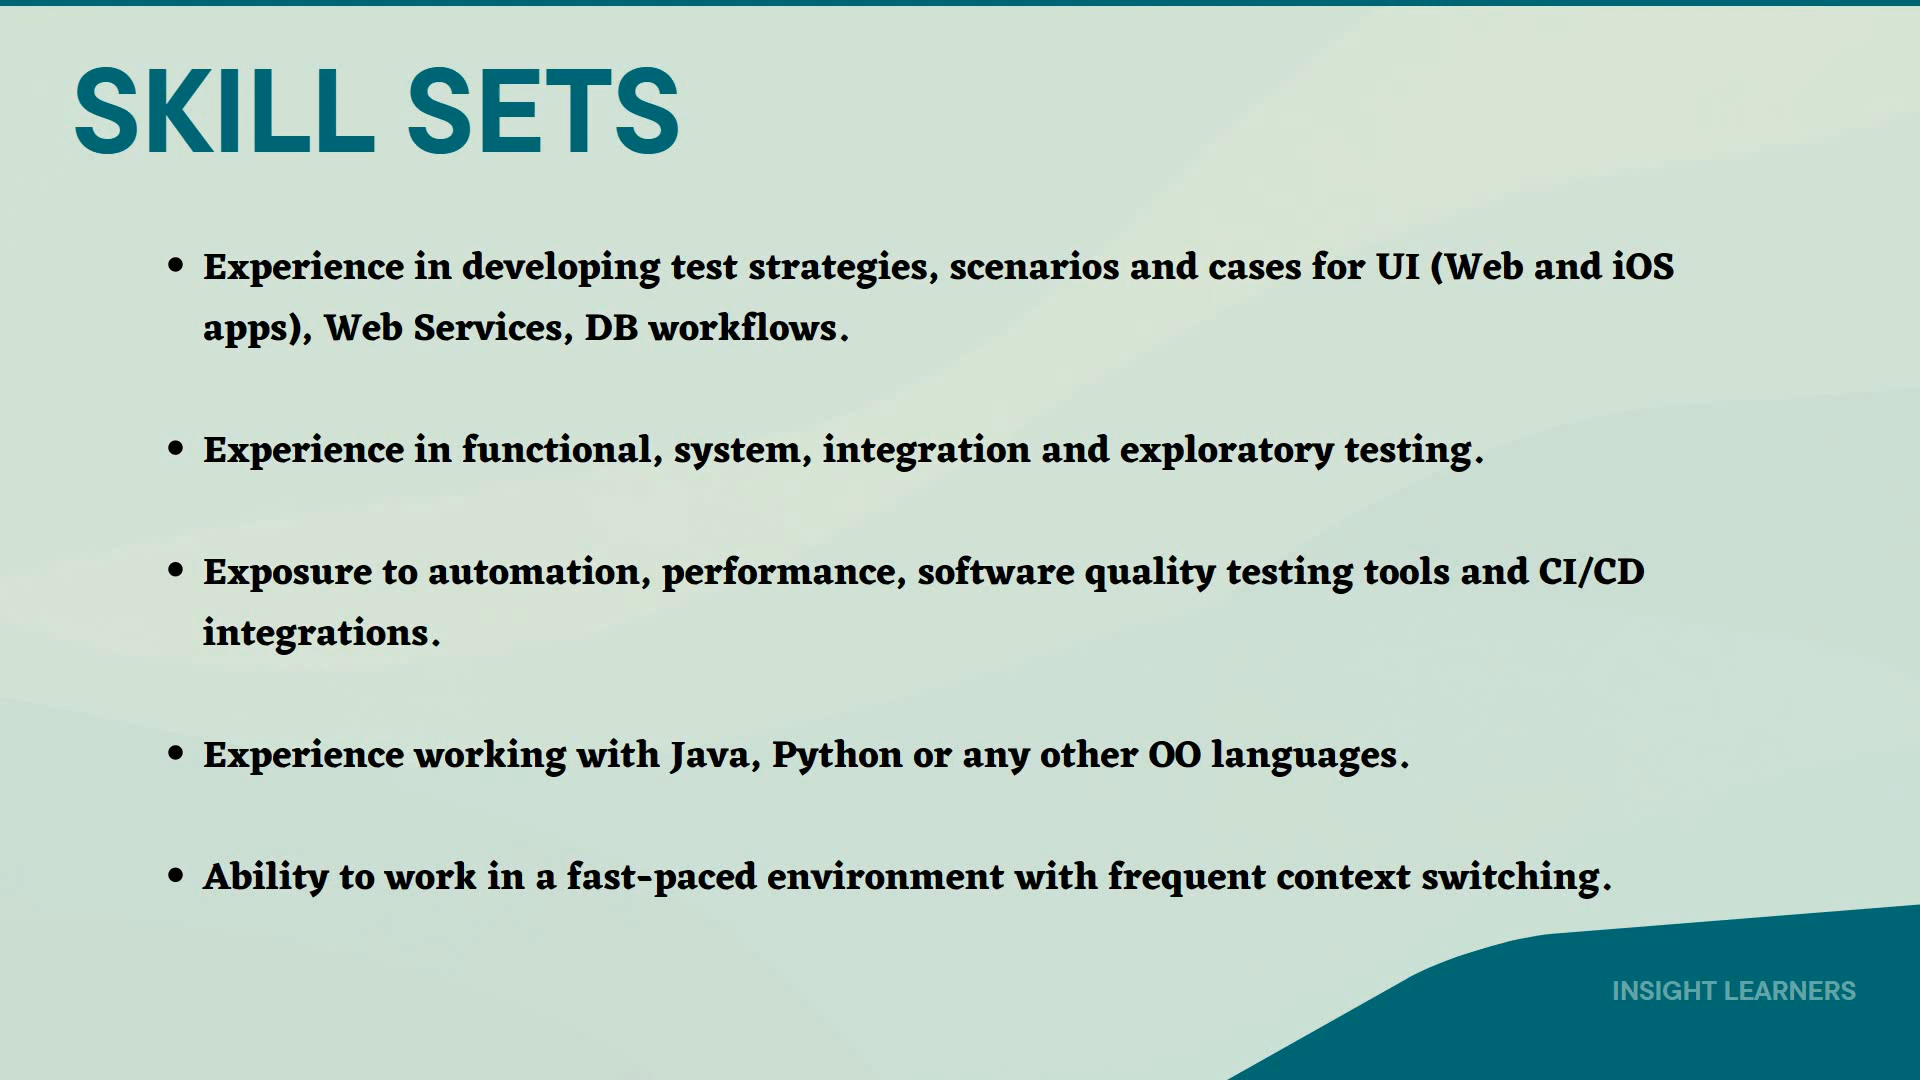 SKILL SETS
• Experience in developing test strategies, scenarios and cases for UI (Web and iOS
apps), Web Services, DB workflows.
• Experience in functional, system, integration and exploratory testing.
• Exposure to automation, performance, software quality testing tools and CI/CD
integrations.
• Experience working with Java, Python or any other OO languages.
• Ability to work in a fast-paced environment with frequent context switching.
INSIGHT LEARNERS